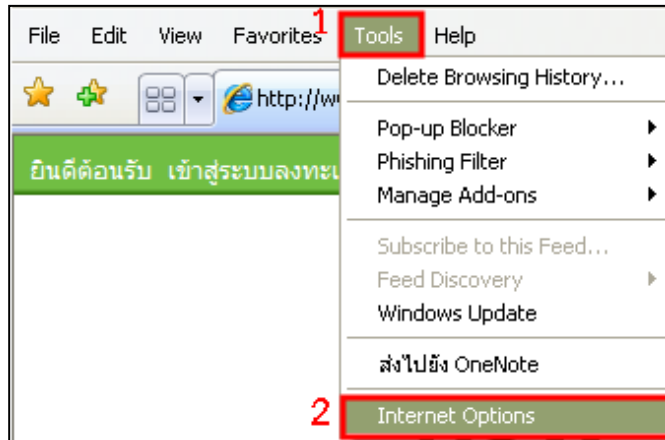 1
File Edit View Favorites Tools Help
Delete Browsing History...
http://w
Pop-up Blocker
ยินดีต้อนรับ เข้าสู่ระบบลงทะเ
Phishing Filter
Manage Add-ons
Subscribe to this Feed...
Feed Discovery
Windows Update
ส่งไปยัง OneNote
2 Internet Options